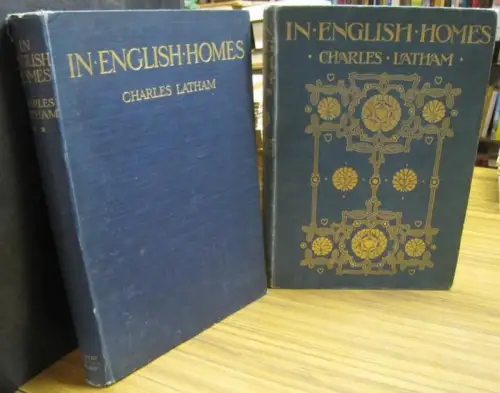 IN
ENGLISH
HOMES
CHARLES
LATHAM
IN·ENGLISH·HOMES
CHARLES LATHAM
IN·ENGLISH·HOMES
·CHARLES·LATHAM·